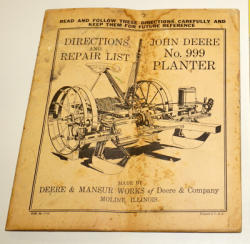 READ AND FOLLOW THESE DIRECTIONS CAREFULLY AND
KEEP THEM FOR FUTURE REFERENCE
DIRECTIONS
AND
REPAIR LIST
JOHN DEERE
No. 999
PLANTER
MADE BY
DEERE & MANSUR WORKS of Deere & Company
MOLINE, ILLINOIS.